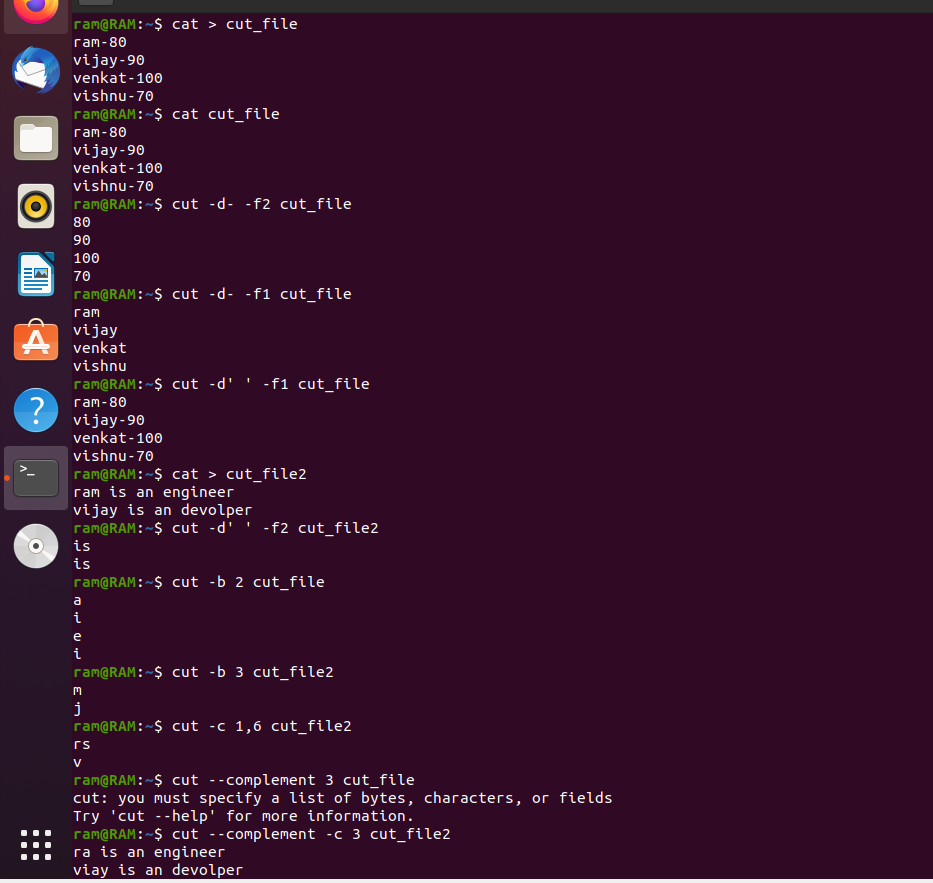 ram@RAM:~$ cat > cut_file
ram-80
vijay-90
venkat-100
vishnu-70
ram@RAM:~$ cat cut_file
ram-80
vijay-90
venkat-100
vishnu-70
ram@RAM:~$ cut -d- -f2 cut_file
80
90
100
70
ram@RAM:~$ cut -d- -f1 cut_file
ram
vijay
venkat
vishnu
ram@RAM:~$ cut -d' ' -f1 cut_file
ram-80
vijay-90
venkat-100
vishnu-70
ram@RAM:~$ cat > cut_file2
ram is an engineer
vijay is an devolper
ram@RAM:~$ cut -d' ' -f2 cut_file2
is
is
ram@RAM:~$ cut -b 2 cut_file
a
i
e
i
ram@RAM:~$ cut -b 3 cut_file2
m
j
ram@RAM:~$ cut -c 1,6 cut_file2
rs
v
ram@RAM:~$ cut --complement 3 cut_file
cut: you must specify a list of bytes, characters, or fields
Try 'cut --help' for more information.
ram@RAM:~$ cut --complement -c 3 cut_file2
ra is an engineer
viay is an devolper